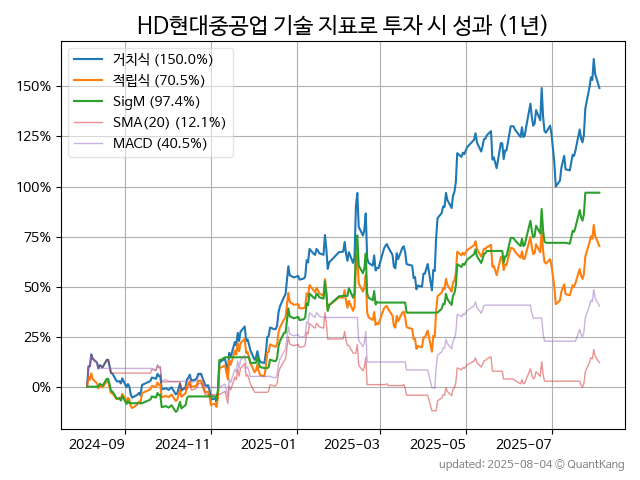 HD현대중공업 기술 지표로 투자 시 성과 (1년)
거치식 (150.0%)
적립식 (70.5%)
SigM (97.4%)
SMA(20) (12.1%)
MACD (40.5%)
150%
125%
100%
75%
50%
25%
0%
2024-09
2024-11
2025-01
2025-03
2025-05
2025-07
updated: 2025-08-04 © QuantKang